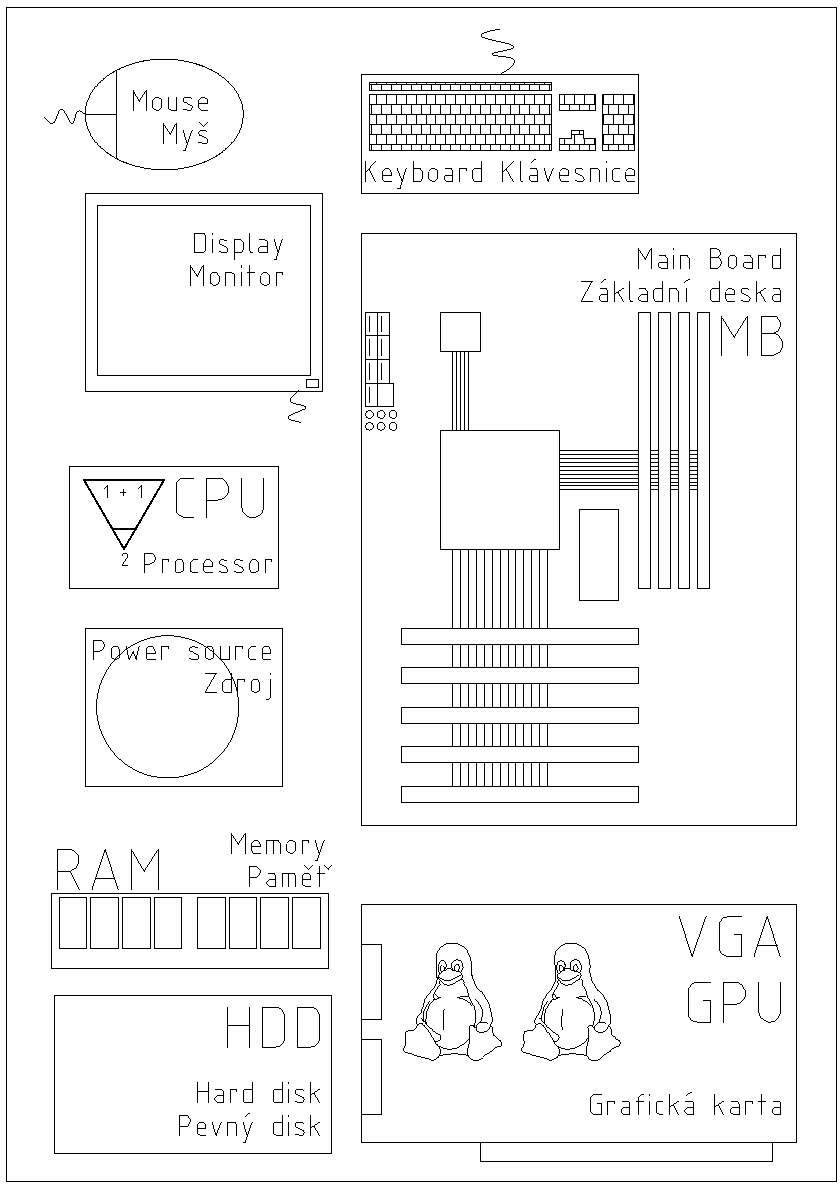 Mouse
Myš
Keyboard Klávesnice
Display
Monitor
Main Board
Základní deska
MB
1 + 1
2
CPU
Processor
Power source
Zdroj
RAM
Memory
Paměť
HDD
Hard disk
Pevný disk
VGA
GPU
Grafická karta